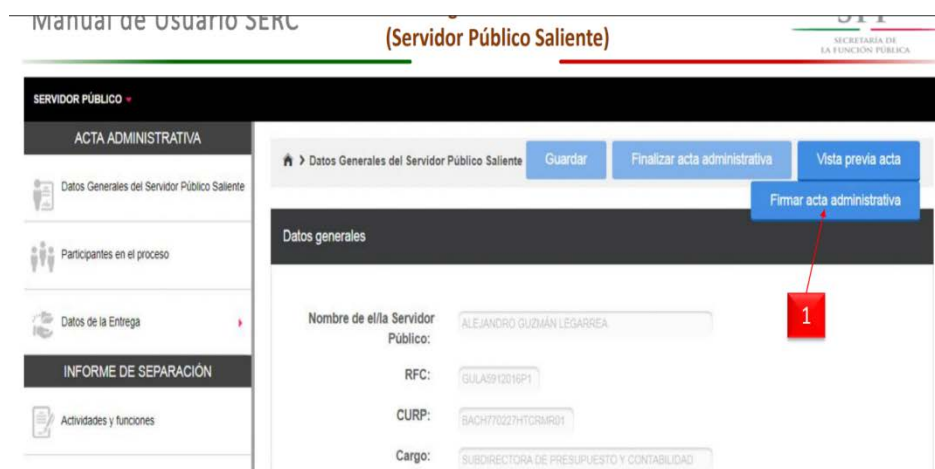 Manual de Usuario SERC
(Servidor Público Saliente)
SFP
SECRETARÍA DE
LA FUNCIÓN PÚBLICA
SERVIDOR PÚBLICO
ACTA ADMINISTRATIVA
Datos Generales del Servidor Público Saliente
Guardar
Finalizar acta administrativa
Vista previa acta
Datos Generales del Servidor Público Saliente
Firmar acta administrativa
Datos generales
Participantes en el proceso
1
Datos de la Entrega
Nombre de el/la Servidor
Público:
ALEJANDRO GUZMÁN LEGARREA
INFORME DE SEPARACIÓN
RFC:
GULA5912016P1
Actividades y funciones
CURP:
BACH770227HTCRMR01
Cargo:
SUBDIRECTORA DE PRESUPUESTO Y CONTABILIDAD